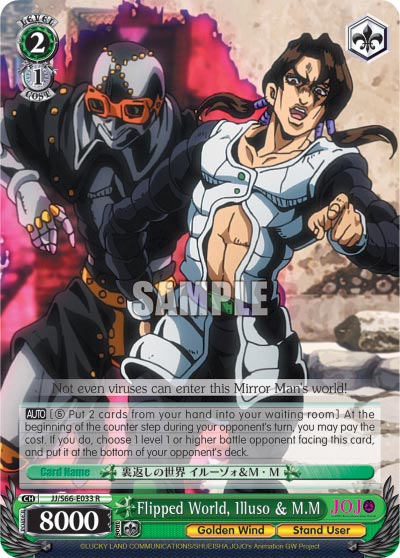 LEVEL
2
1
COST
SAMPLE
Not even viruses can enter this Mirror Man's world!
AUTO [⑤ Put 2 cards from your hand into your waiting room] At the
beginning of the counter step during your opponent's turn, you may pay the
cost. If you do, choose 1 level 1 or higher battle opponent facing this card,
and put it at the bottom of your opponent's deck.
Card Name 裏返しの世界 イルーゾォ&M・M
CH JJ/S66-E033 R
Flipped World, Illuso & M.M
JOJO
POWER 8000 SOUL
Golden Wind Stand User
©LUCKY LAND COMMUNICATIONS/SHUEISHA,JOJO's Animation GW Project